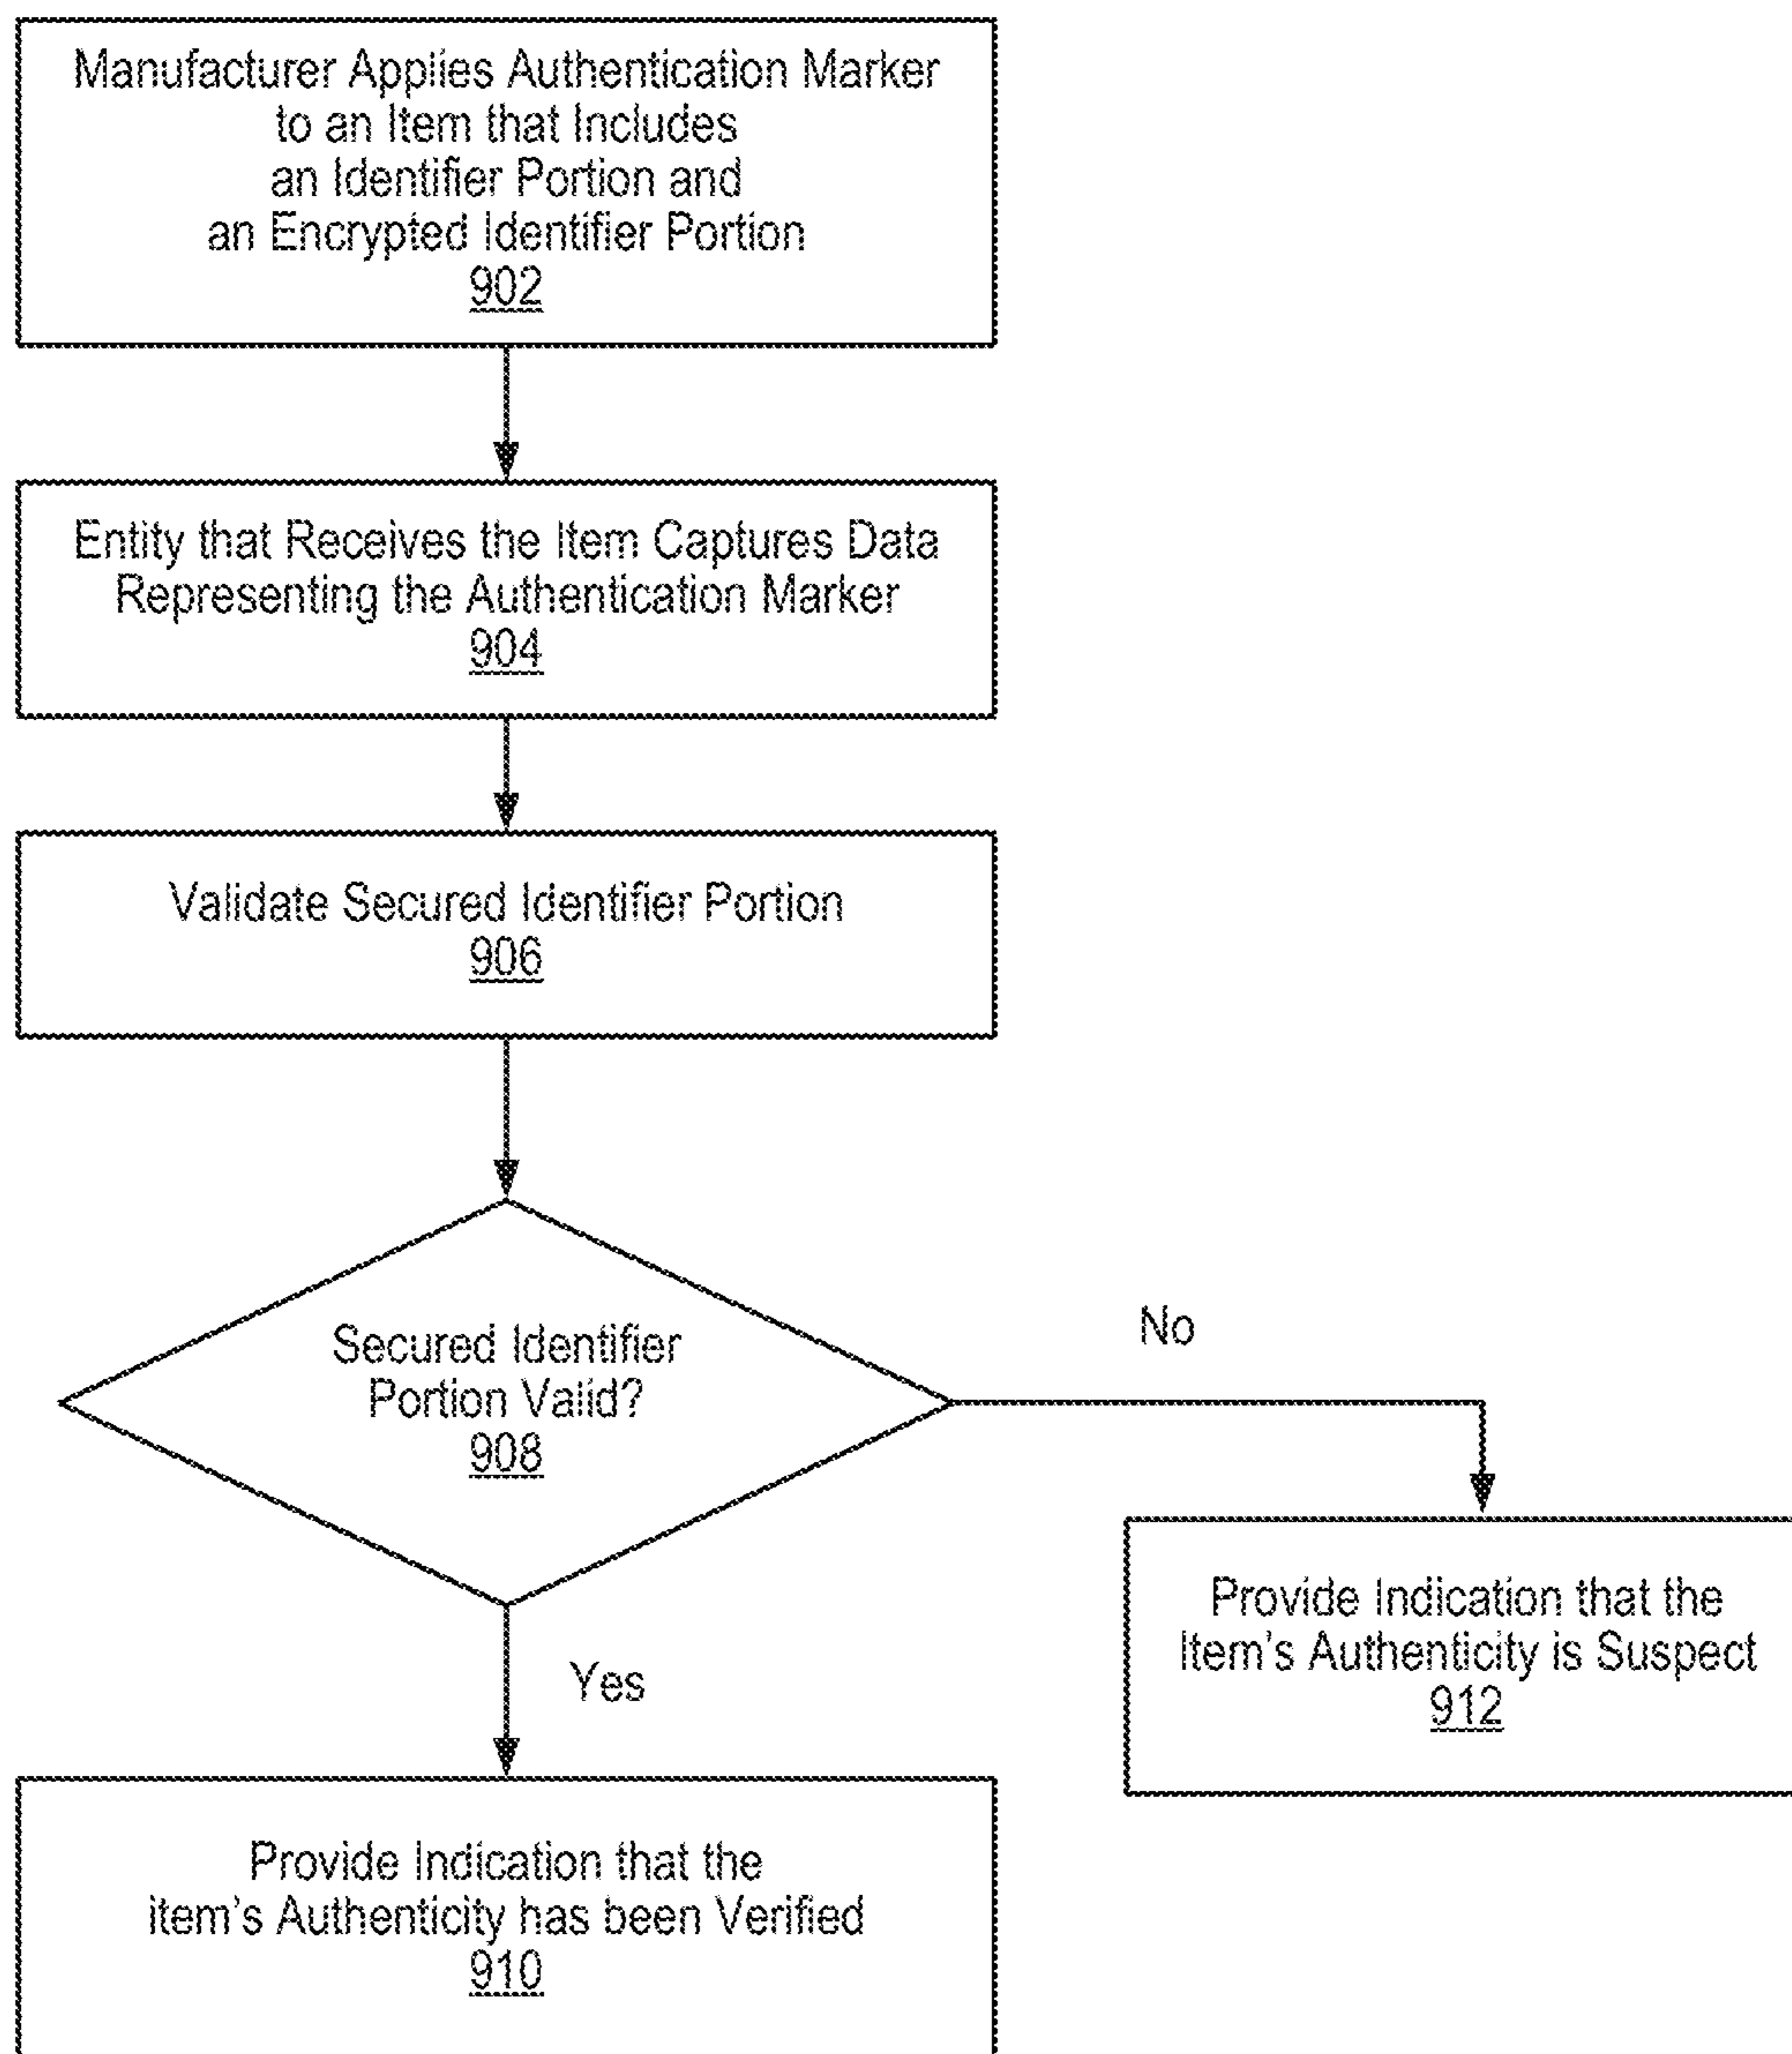 Manufacturer Applies Authentication Marker
to an Item that Includes
an Identifier Portion and
an Encrypted Identifier Portion
902
Entity that Receives the Item Captures Data
Representing the Authentication Marker
904
Validate Secured Identifier Portion
906
Secured Identifier
Portion Valid?
908
No
Yes
Provide Indication that the
Item's Authenticity is Suspect
912
Provide Indication that the
item's Authenticity has been Verified
910